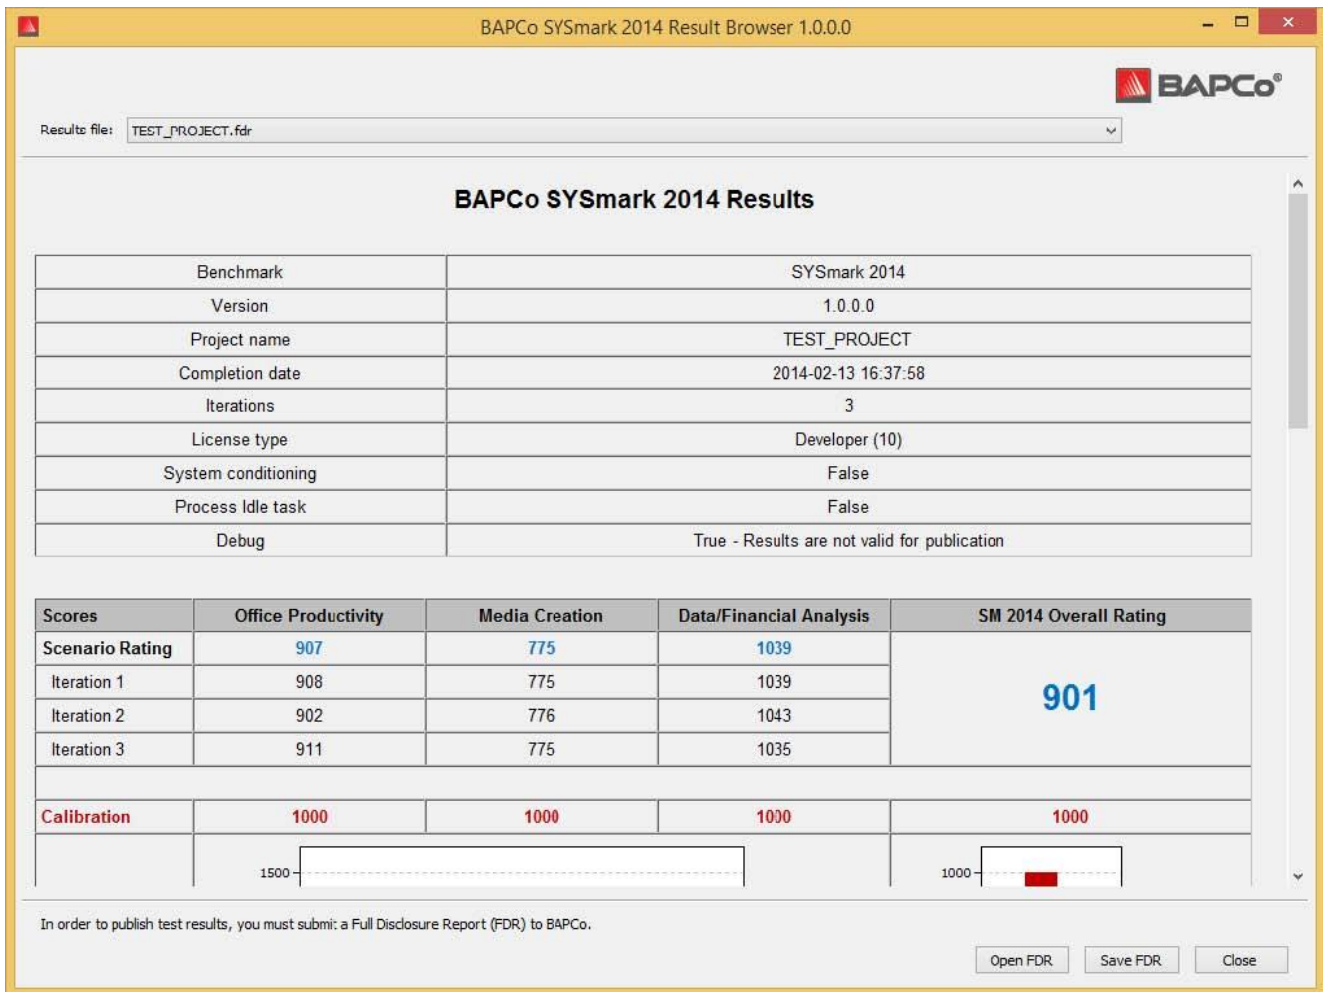 BAPCo SYSmark 2014 Result Browser 1.0.0.0
BAPCo®
Results file: TEST_PROJECT.fdr
BAPCo SYSmark 2014 Results
Benchmark SYSmark 2014
Version 1.0.0.0
Project name TEST_PROJECT
Completion date 2014-02-13 16:37:58
Iterations 3
License type Developer (10)
System conditioning False
Process Idle task False
Debug True - Results are not valid for publication
Scores Office Productivity Media Creation Data/Financial Analysis SM 2014 Overall Rating
Scenario Rating 907 775 1039
Iteration 1 908 775 1039
901
Iteration 2 902 776 1043
Iteration 3 911 775 1035
Calibration 1000 1000 1000 1000
1500 1000
In order to publish test results, you must submit a Full Disclosure Report (FDR) to BAPCo.
Open FDR Save FDR Close